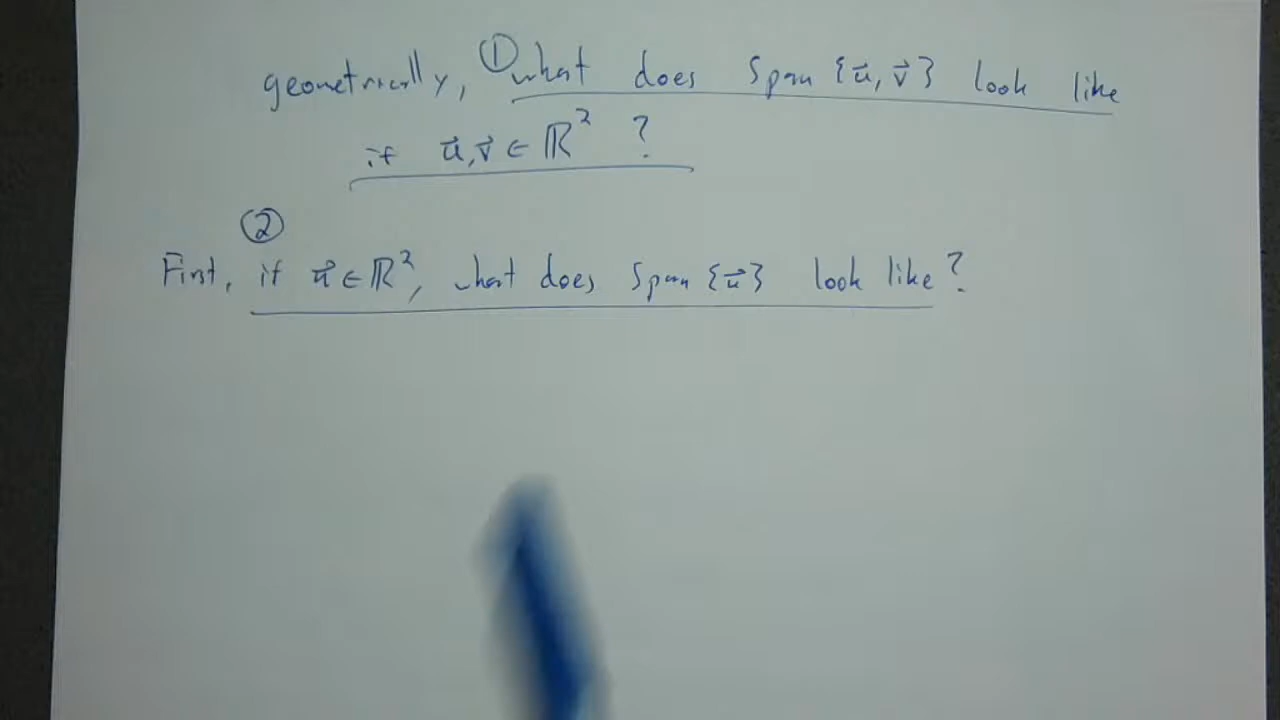 geometrically, ① what does Span {u⃗, v⃗} look like
if u⃗, v⃗ ∈ ℝ² ?
②
First, if u⃗ ∈ ℝ², what does Span {u⃗} look like ?